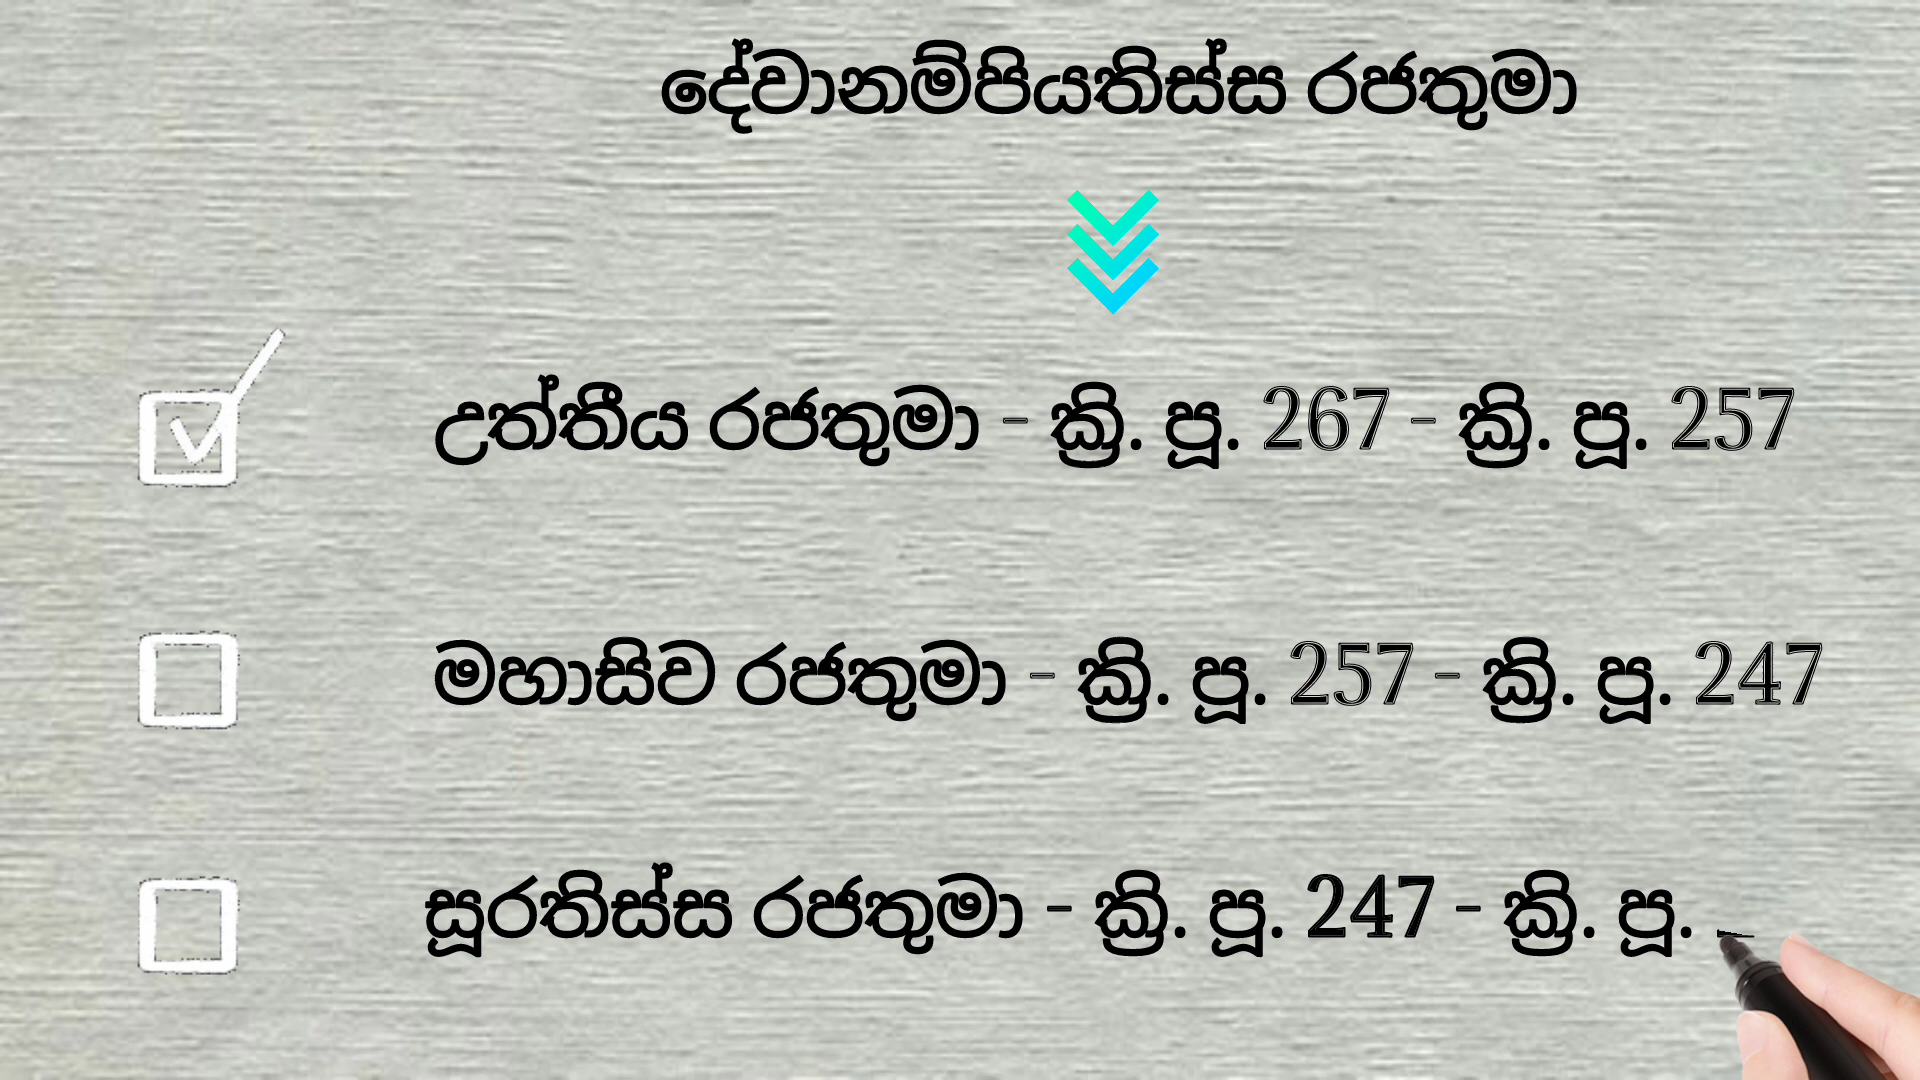 දේවානම්පියතිස්ස රජතුමා
උත්තීය රජතුමා - ක්‍රි. පූ. 267 - ක්‍රි. පූ. 257
මහාසිව රජතුමා - ක්‍රි. පූ. 257 - ක්‍රි. පූ. 247
සූරතිස්ස රජතුමා - ක්‍රි. පූ. 247 - ක්‍රි. පූ.